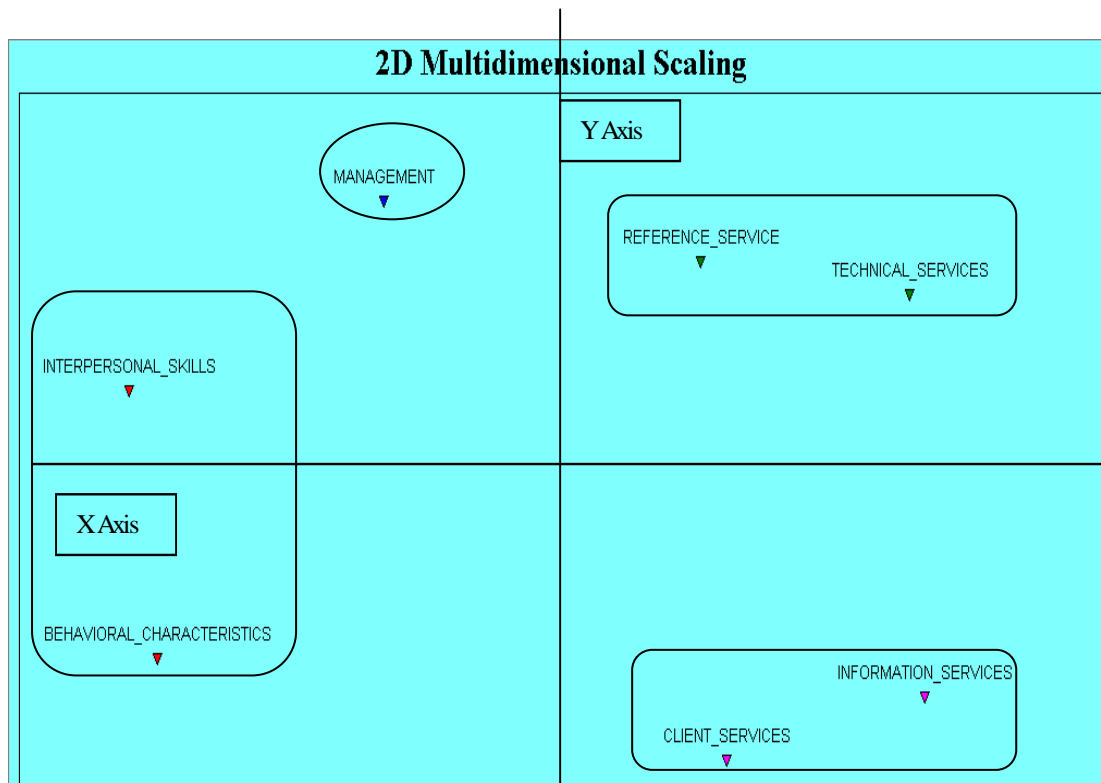 2D Multidimensional Scaling
Y Axis
MANAGEMENT
REFERENCE_SERVICE
TECHNICAL_SERVICES
INTERPERSONAL_SKILLS
X Axis
BEHAVIORAL_CHARACTERISTICS
INFORMATION_SERVICES
CLIENT_SERVICES